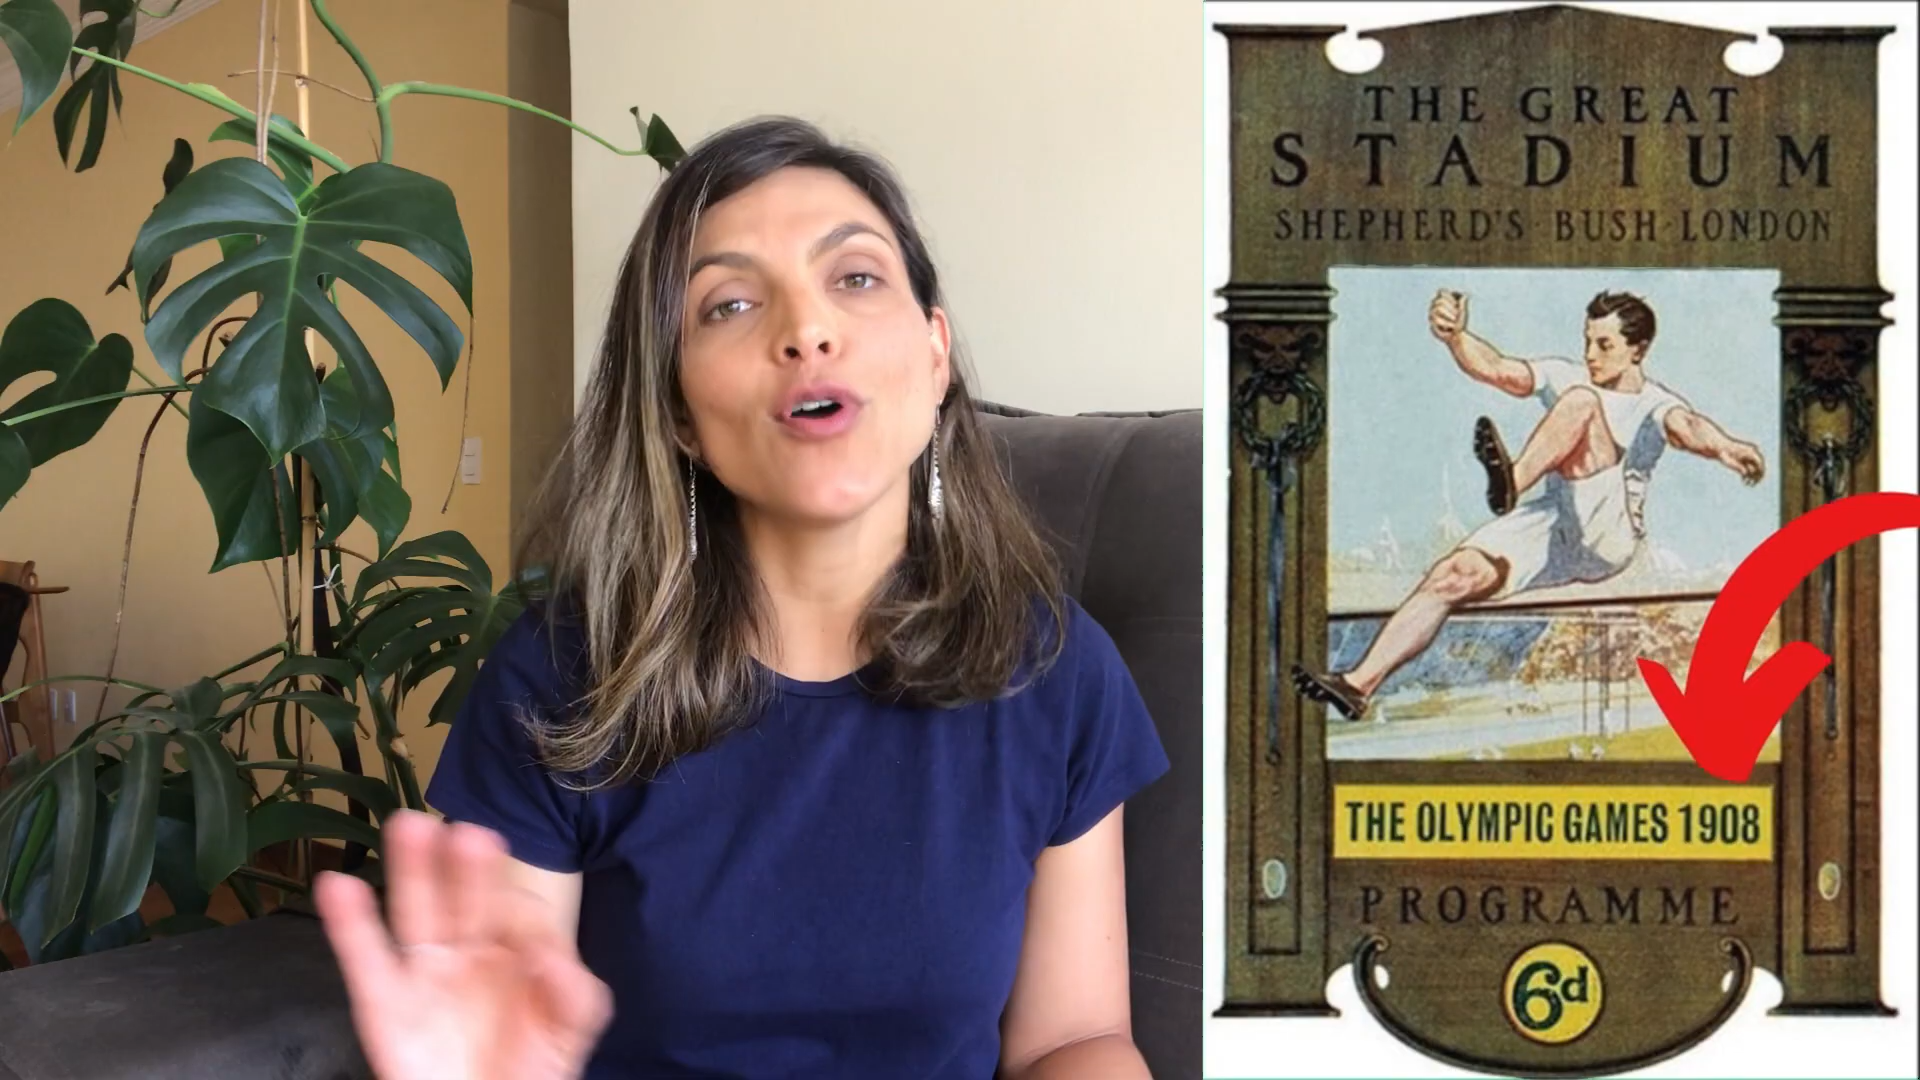 THE GREAT
STADIUM
SHEPHERD'S · BUSH · LONDON
THE OLYMPIC GAMES 1908
PROGRAMME
6d